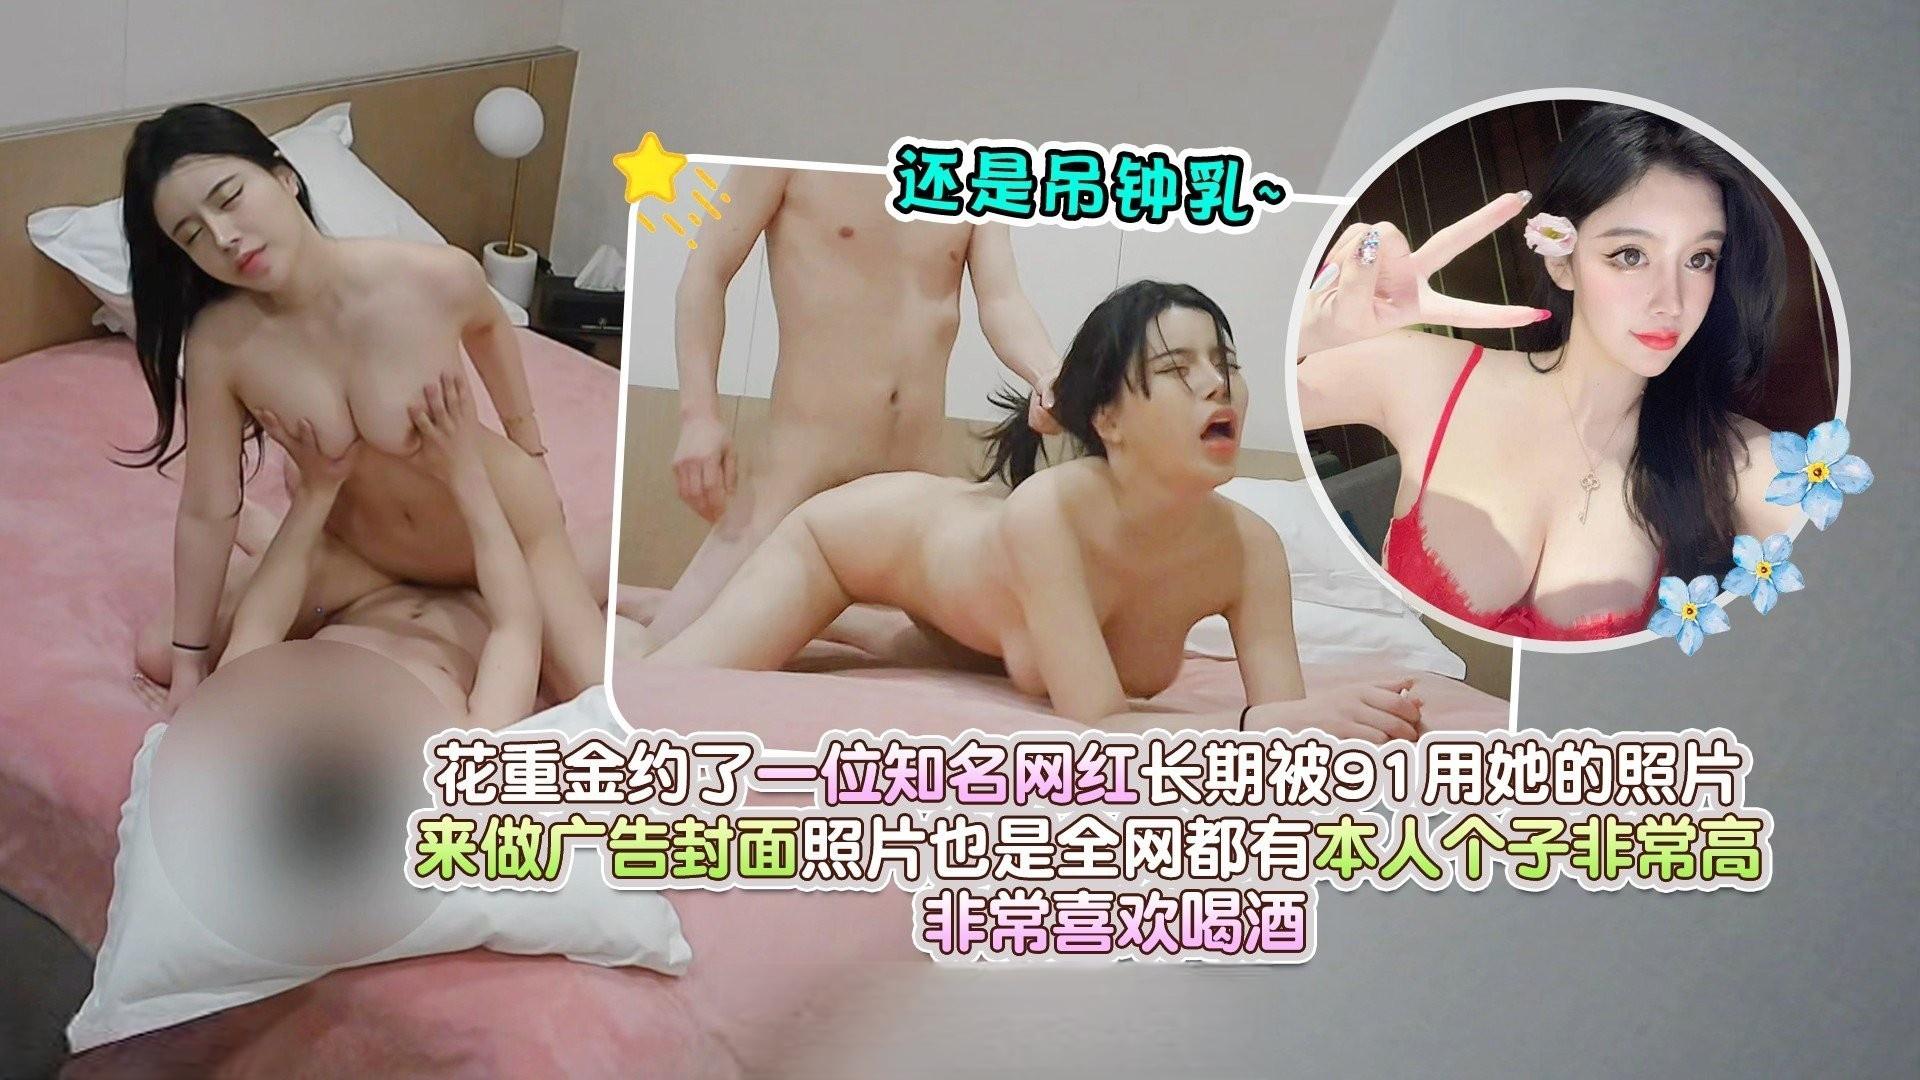 还是吊钟乳~
花重金约了一位知名网红长期被91用她的照片
来做广告封面照片也是全网都有本人个子非常高
非常喜欢喝酒